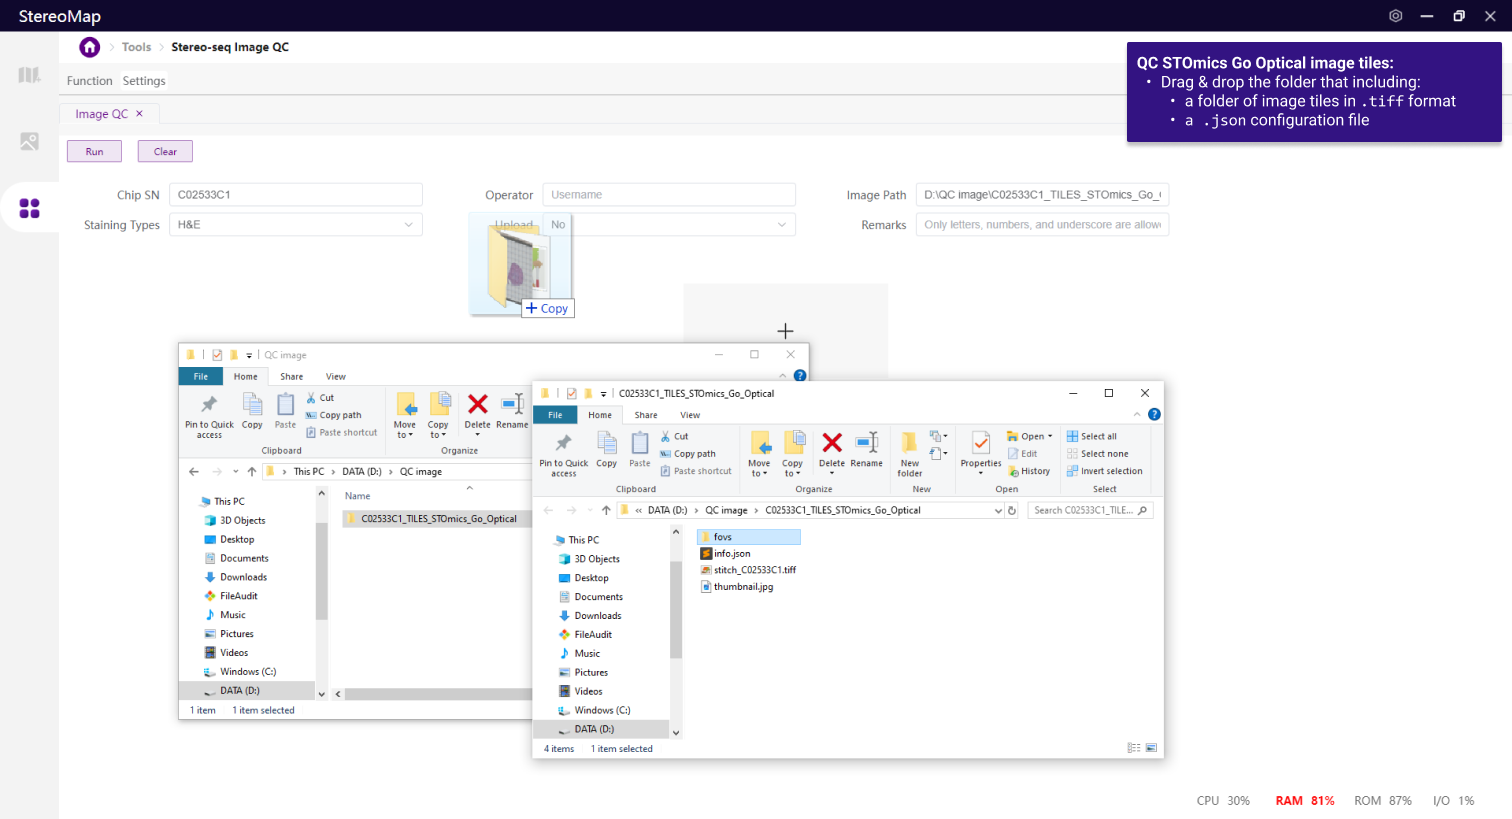 StereoMap
Tools
Stereo-seq Image QC
QC STOmics Go Optical image tiles:
• Drag & drop the folder that including:
• a folder of image tiles in .tiff format
• a .json configuration file
Function Settings
Image QC ×
Run Clear
Chip SN C02533C1
Operator Username
Image Path D:\QC image\C02533C1_TILES_STOmics_Go_
Staining Types H&E
Upload No
Remarks Only letters, numbers, and underscore are allow
+ Copy
+
QC image
File Home Share View
Pin to Quick access
Copy
Paste
Cut
Copy path
Paste shortcut
Move to
Copy to
Delete
Rename
Clipboard
Organize
This PC > DATA (D:) > QC image
Name
C02533C1_TILES_STOmics_Go_Optical
This PC
3D Objects
Desktop
Documents
Downloads
FileAudit
Music
Pictures
Videos
Windows (C:)
DATA (D:)
1 item 1 item selected
C02533C1_TILES_STOmics_Go_Optical
File Home Share View
Pin to Quick access
Copy
Paste
Cut
Copy path
Paste shortcut
Move to
Copy to
Delete
Rename
New folder
Properties
Open
Edit
History
Select all
Select none
Invert selection
Clipboard
Organize
New
Open
Select
« DATA (D:) > QC image > C02533C1_TILES_STOmics_Go_Optical
Search C02533C1_TILE...
This PC
3D Objects
Desktop
Documents
Downloads
FileAudit
Music
Pictures
Videos
Windows (C:)
DATA (D:)
fovs
info.json
stitch_C02533C1.tiff
thumbnail.jpg
4 items 1 item selected
CPU 30% RAM 81% ROM 87% I/O 1%